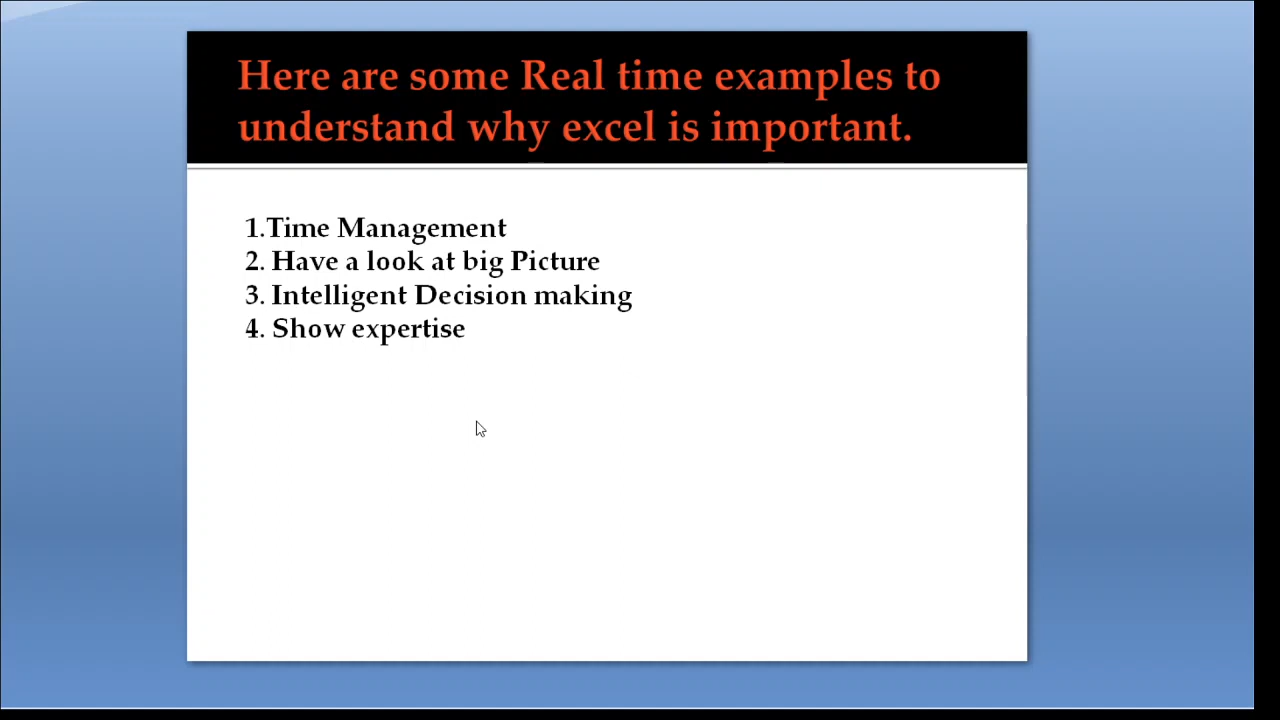 Here are some Real time examples to
understand why excel is important.
1.Time Management
2. Have a look at big Picture
3. Intelligent Decision making
4. Show expertise